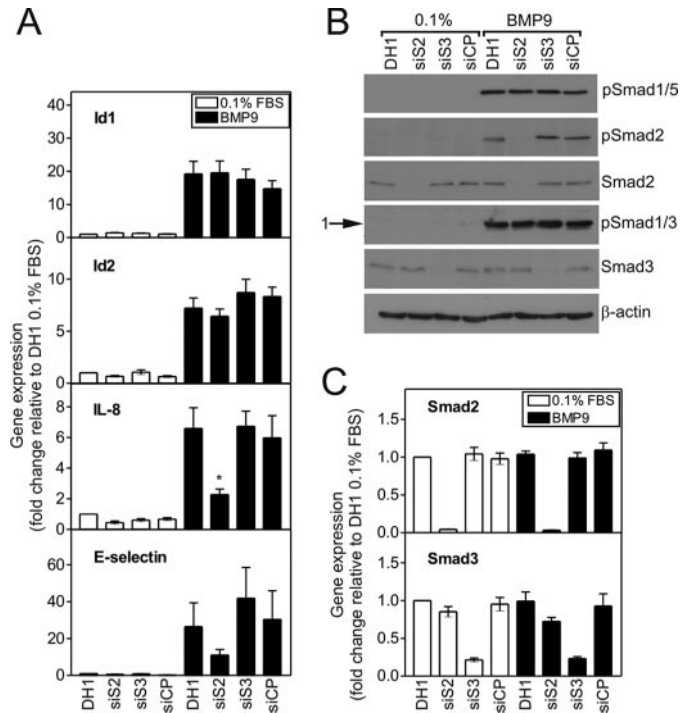 A
Gene expression
(fold change relative to DH1 0.1% FBS)
Id1
0.1% FBS
BMP9
40
30
20
10
0
Id2
10
5
0
IL-8
8
6
4
2
0
*
E-selectin
60
40
20
0
DH1 siS2 siS3 siCP DH1 siS2 siS3 siCP
B
0.1% BMP9
DH1 siS2 siS3 siCP DH1 siS2 siS3 siCP
pSmad1/5
pSmad2
Smad2
1 pSmad1/3
Smad3
β-actin
C
Gene expression
(fold change relative to DH1 0.1% FBS)
Smad2
0.1% FBS
BMP9
1.5
1.0
0.5
0.0
Smad3
1.5
1.0
0.5
0.0
DH1 siS2 siS3 siCP DH1 siS2 siS3 siCP